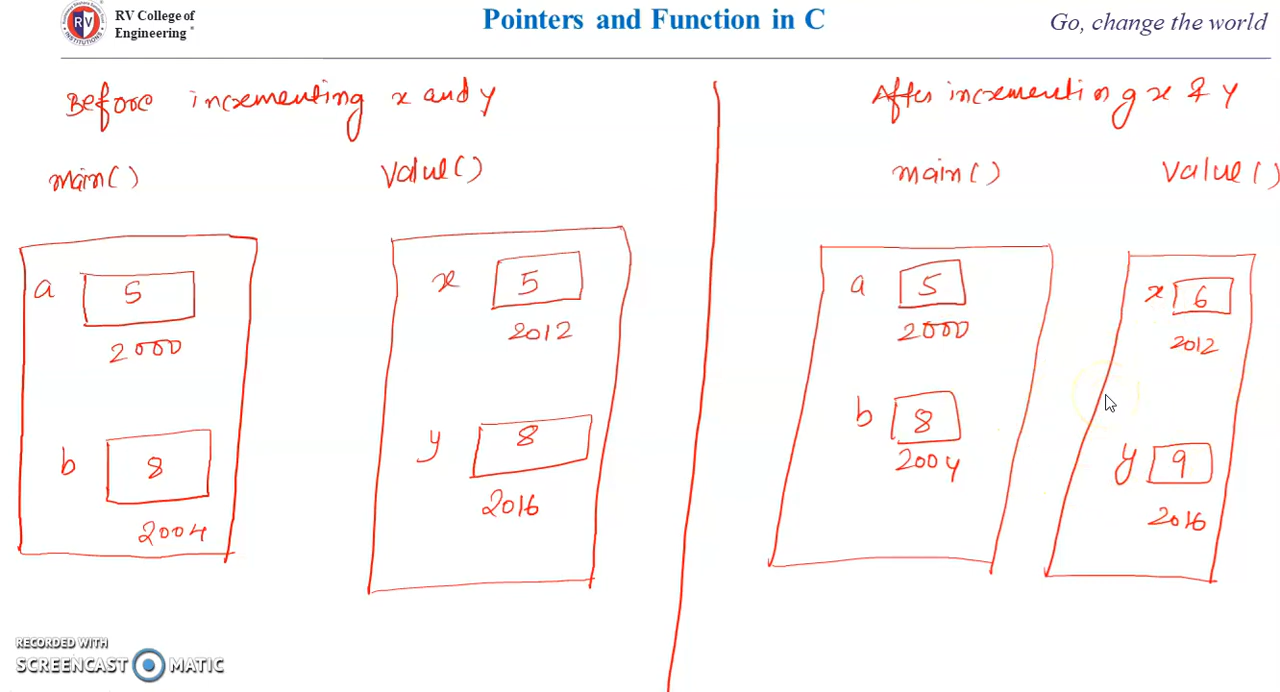 RV College of
Engineering
Pointers and Function in C
Go, change the world
Before incrementing x and y
main()
value()
a
5
2000
b
8
2004
x
5
2012
y
8
2016
After incrementing x & y
main()
value()
a
5
2000
b
8
2004
x
6
2012
y
9
2016
RV
RECORDED WITH
SCREENCAST MATIC